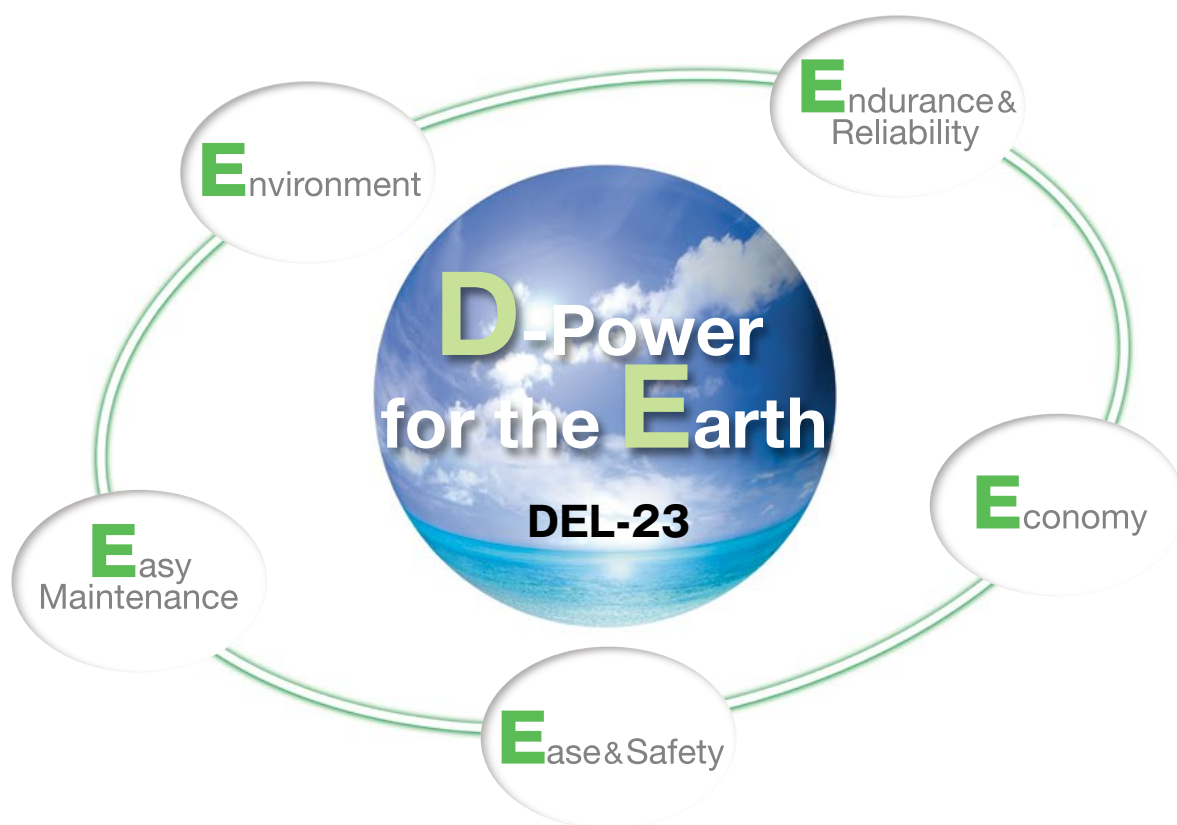 Endurance &
Reliability
Environment
D-Power
for the Earth
DEL-23
Economy
Easy
Maintenance
Ease & Safety